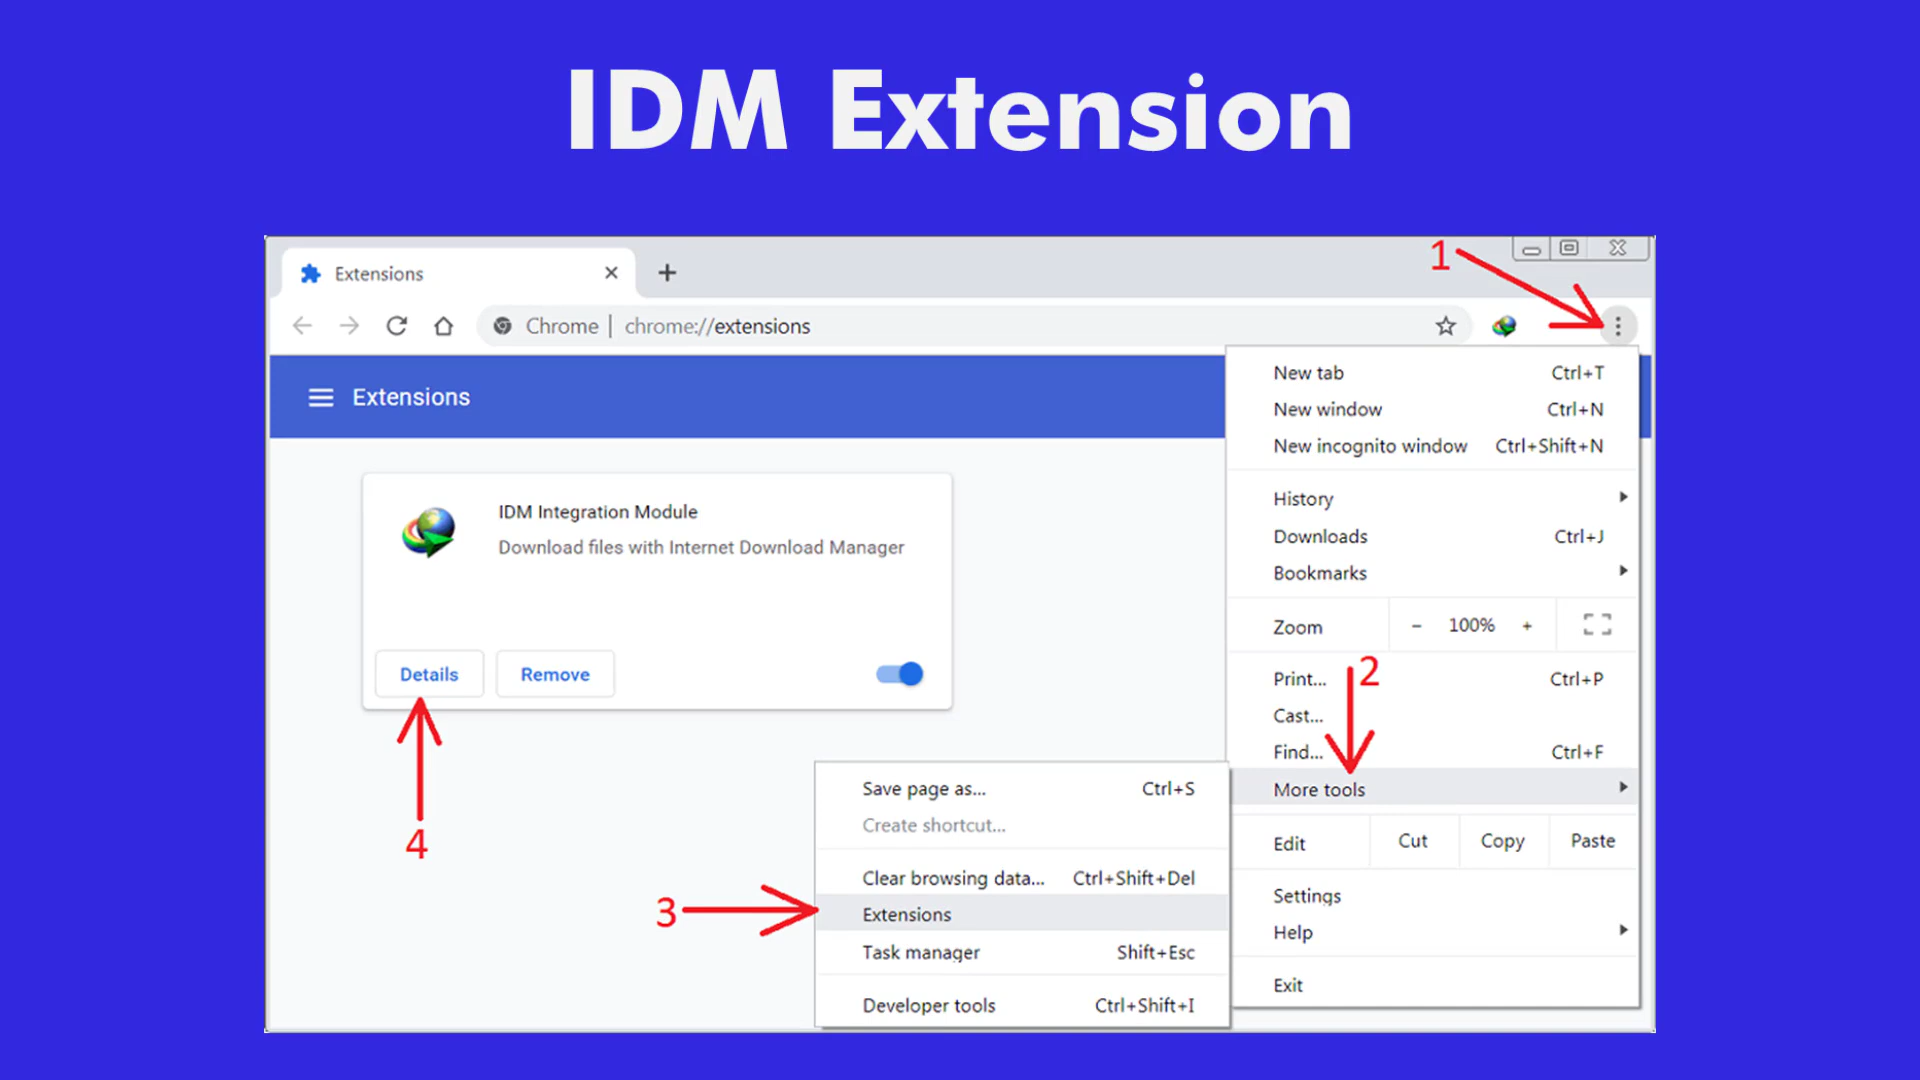 IDM Extension
1
Extensions
Chrome | chrome://extensions
Extensions
New tab Ctrl+T
New window Ctrl+N
New incognito window Ctrl+Shift+N
History
Downloads Ctrl+J
Bookmarks
Zoom - 100% +
Print... Ctrl+P
2
Cast...
Find... Ctrl+F
More tools
Edit Cut Copy Paste
Settings
Help
Exit
IDM Integration Module
Download files with Internet Download Manager
Details Remove
4
Save page as... Ctrl+S
Create shortcut...
Clear browsing data... Ctrl+Shift+Del
3
Extensions
Task manager Shift+Esc
Developer tools Ctrl+Shift+I